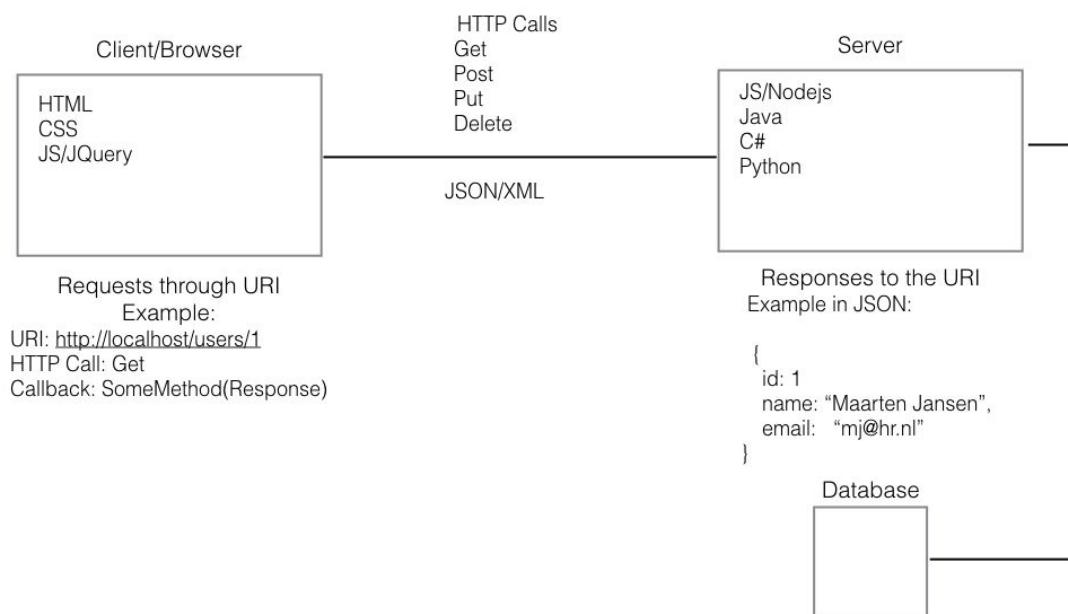 Client/Browser
HTML
CSS
JS/JQuery
Requests through URI
Example:
URI: http://localhost/users/1
HTTP Call: Get
Callback: SomeMethod(Response)
HTTP Calls
Get
Post
Put
Delete
JSON/XML
Server
JS/Nodejs
Java
C#
Python
Responses to the URI
Example in JSON:
{
id: 1
name: “Maarten Jansen”,
email: “mj@hr.nl”
}
Database